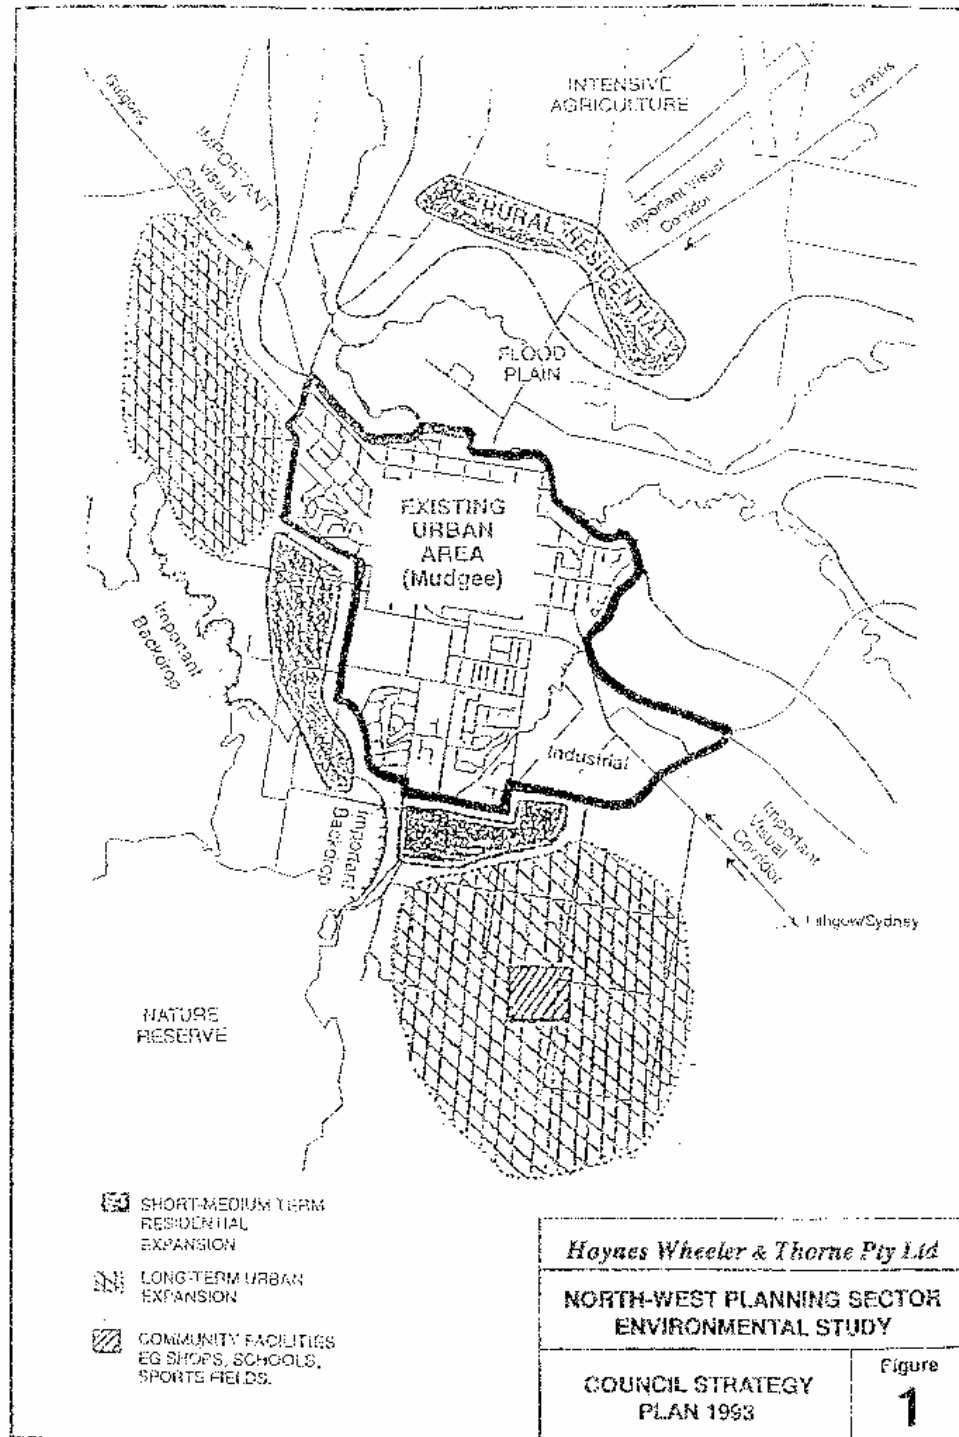 Gulgong
IMPORTANT
Visual
Corridor
INTENSIVE
AGRICULTURE
Cassilis
Important Visual
Corridor
RURAL RESIDENTIAL
FLOOD
PLAIN
EXISTING
URBAN
AREA
(Mudgee)
Important
Backdrop
Industrial
Important
Backdrop
Important
Visual
Corridor
Lithgow/Sydney
NATURE
RESERVE
SHORT-MEDIUM TERM
RESIDENTIAL
EXPANSION
LONG-TERM URBAN
EXPANSION
COMMUNITY FACILITIES
EG SHOPS, SCHOOLS,
SPORTS FIELDS.
Haynes Wheeler & Thorne Pty Ltd
NORTH-WEST PLANNING SECTOR
ENVIRONMENTAL STUDY
COUNCIL STRATEGY
PLAN 1993
Figure
1